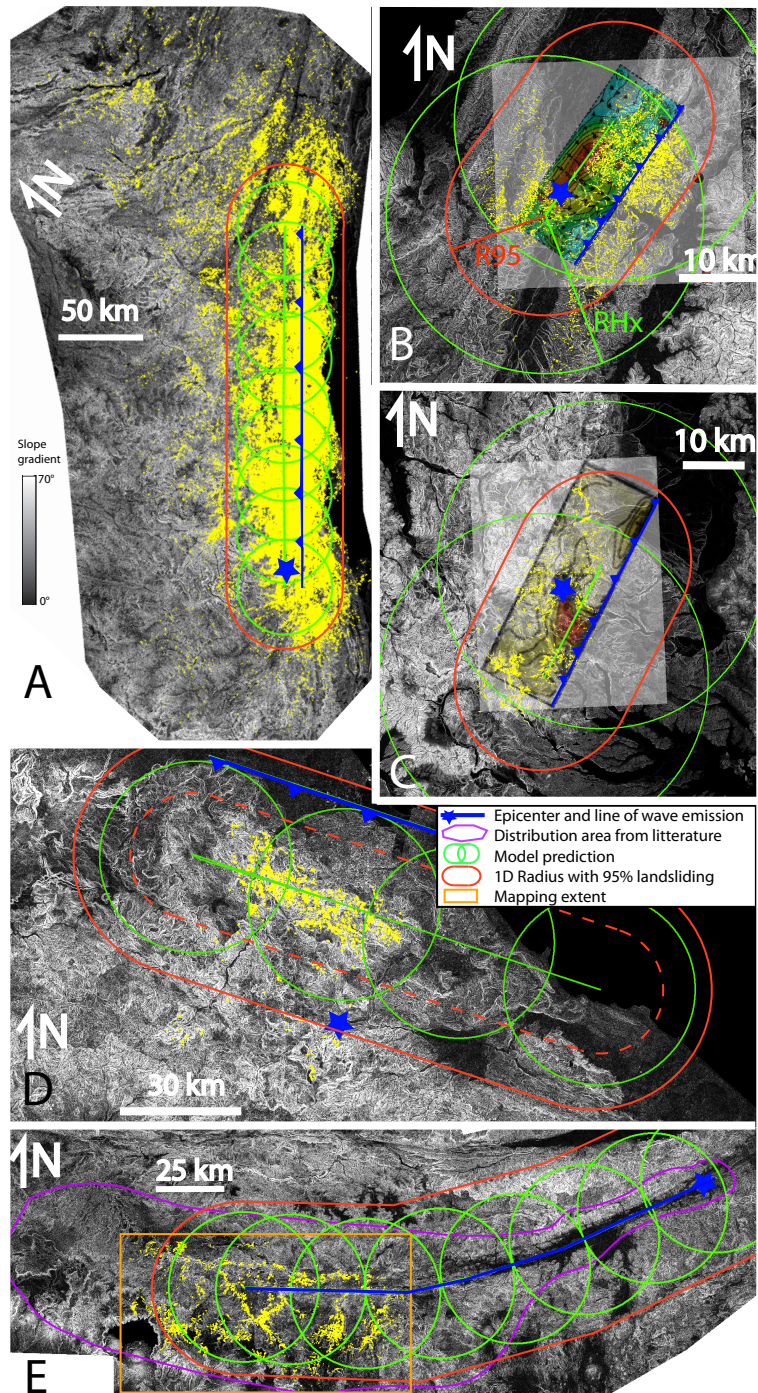 N
50 km
Slope
gradient
70°
0°
A
N
R95
RHx
10 km
B
N
10 km
C
Epicenter and line of wave emission
Distribution area from litterature
Model prediction
1D Radius with 95% landsliding
Mapping extent
N
D
30 km
N
25 km
E